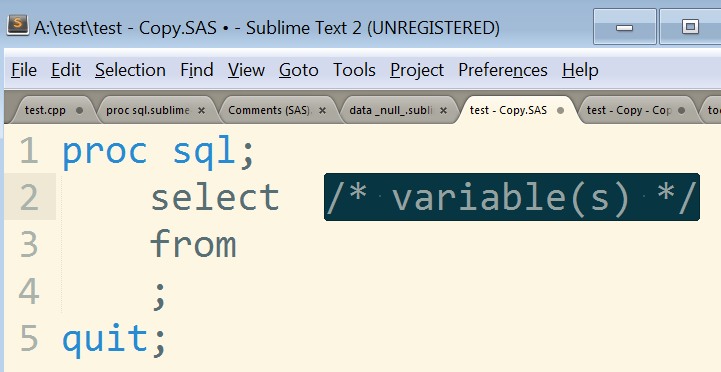 A:\test\test - Copy.SAS • - Sublime Text 2 (UNREGISTERED)
File Edit Selection Find View Goto Tools Project Preferences Help
test.cpp proc sql.sublime Comments (SAS). data _null_.subli test - Copy.SAS test - Copy - Cop too
1 proc sql;
2 select /* variable(s) */
3 from
4 ;
5 quit;